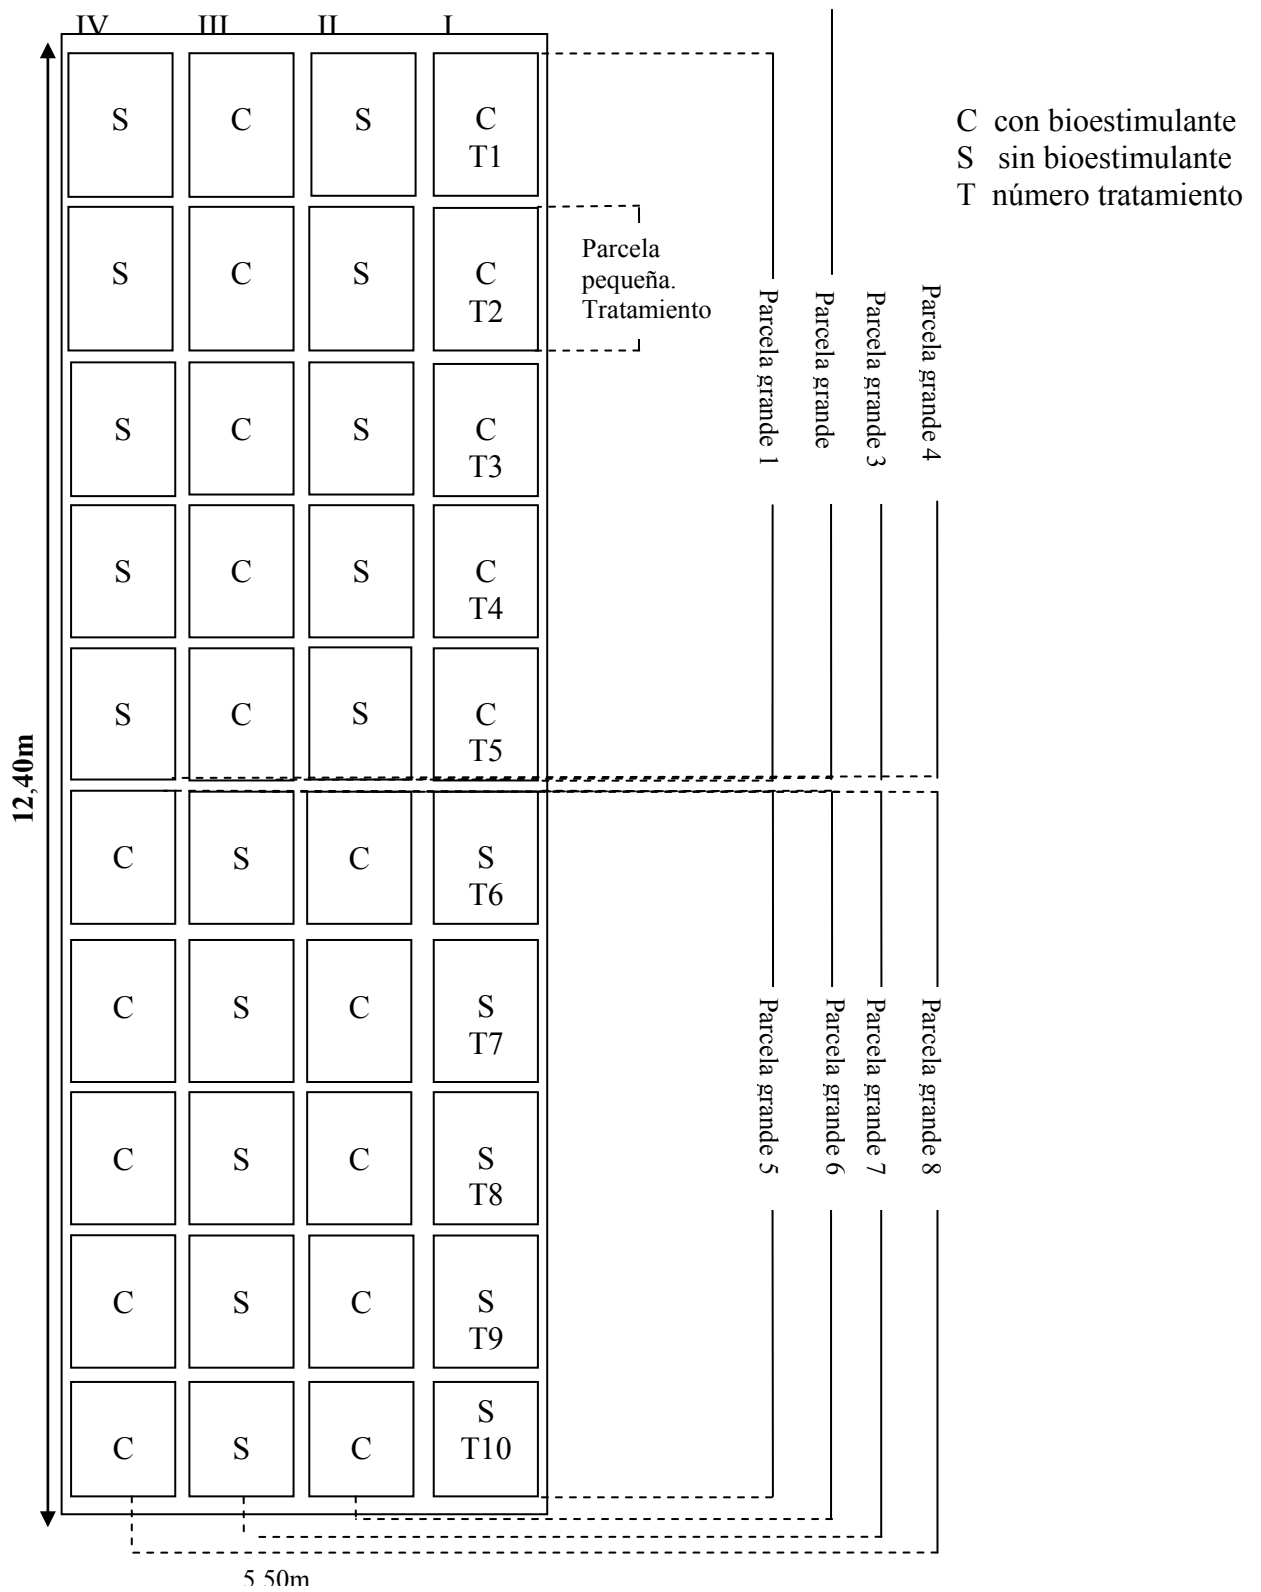 IV III II I
S C S C
T1
C con bioestimulante
S sin bioestimulante
T número tratamiento
S C S C
T2
Parcela
pequeña.
Tratamiento
Parcela grande 1
Parcela grande
Parcela grande 3
Parcela grande 4
S C S C
T3
S C S C
T4
S C S C
T5
12,40m
C S C S
T6
C S C S
T7
Parcela grande 5
Parcela grande 6
Parcela grande 7
Parcela grande 8
C S C S
T8
C S C S
T9
C S C S
T10
5,50m